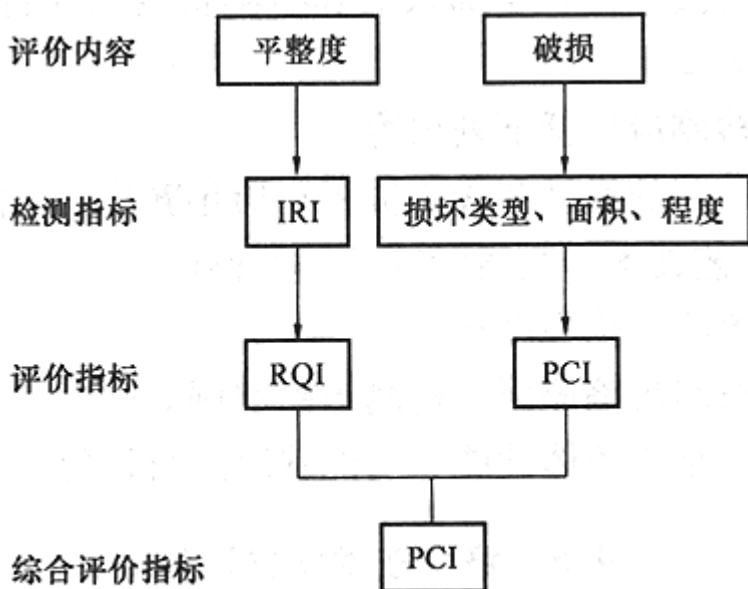 评价内容 平整度 破损
检测指标 IRI 损坏类型、面积、程度
评价指标 RQI PCI
综合评价指标 PCI